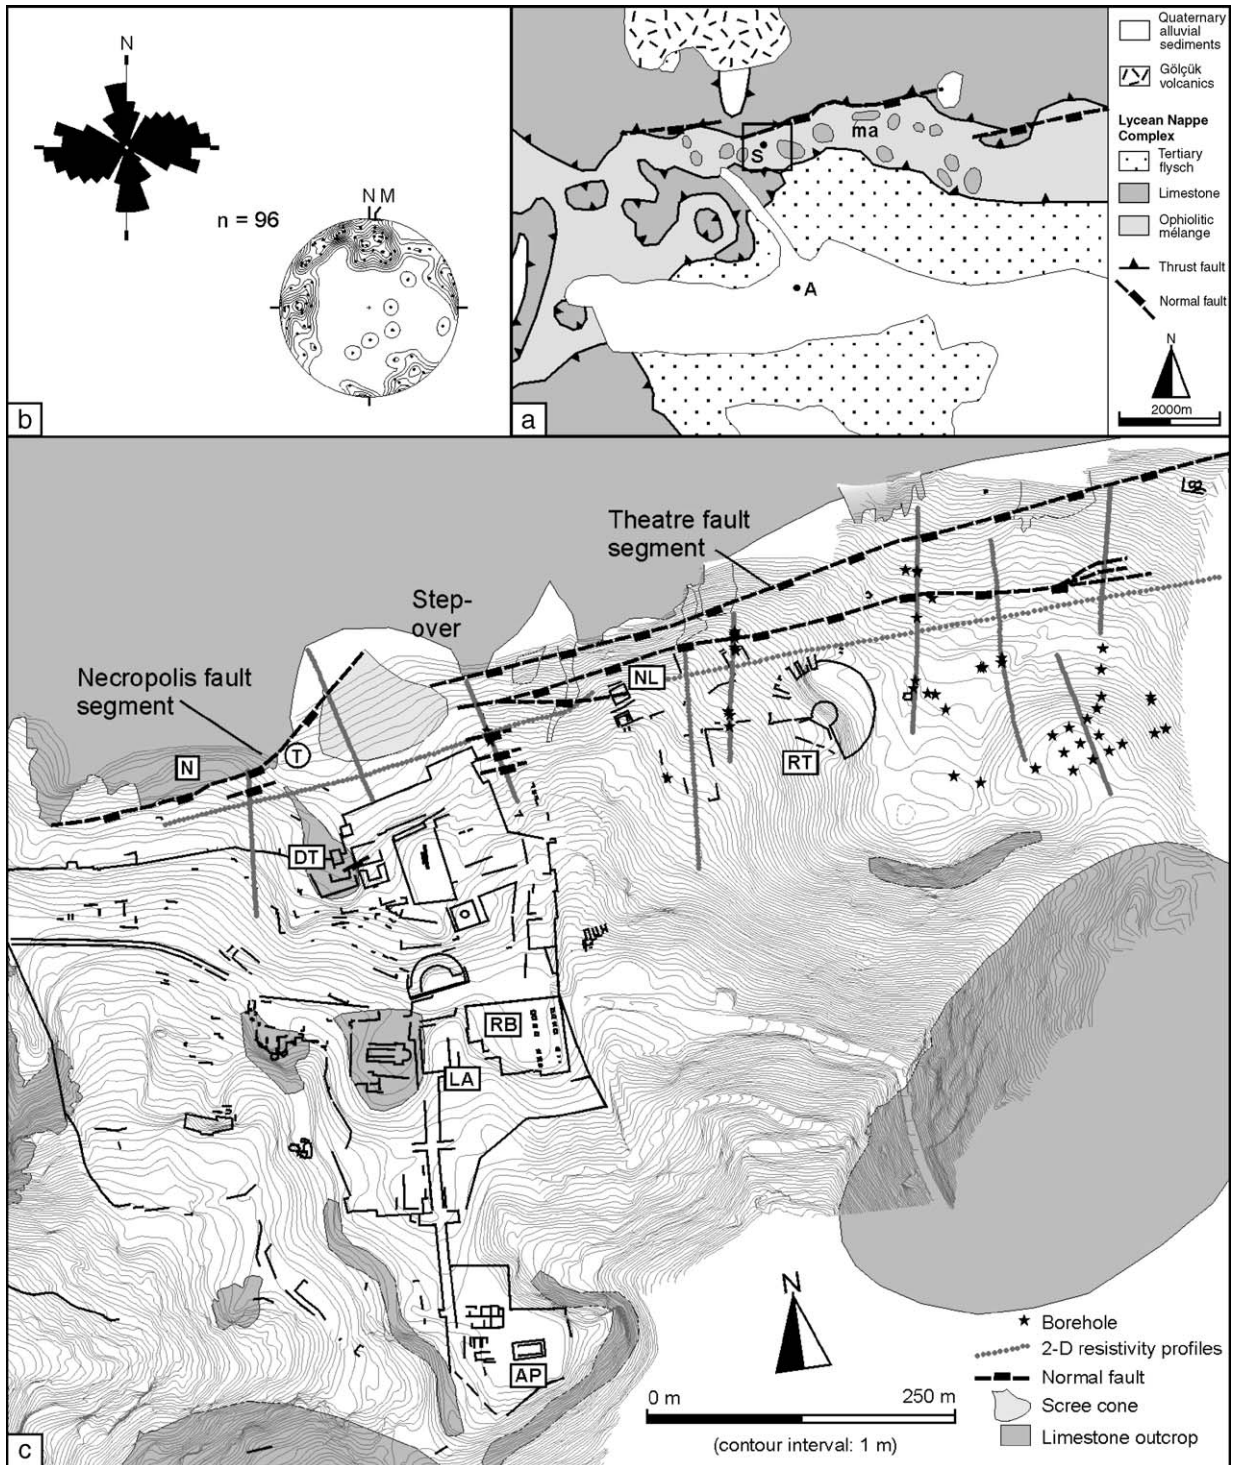 N
n = 96
N M
b
S
ma
A
a
Quaternary
alluvial
sediments
Gölçük
volcanics
Lycean Nappe
Complex
Tertiary
flysch
Limestone
Ophiolitic
mélange
Thrust fault
Normal fault
N
2000m
Theatre fault
segment
Step-
over
Necropolis fault
segment
NL
N
T
RT
DT
RB
LA
AP
N
0 m 250 m
(contour interval: 1 m)
Borehole
2-D resistivity profiles
Normal fault
Scree cone
Limestone outcrop
c